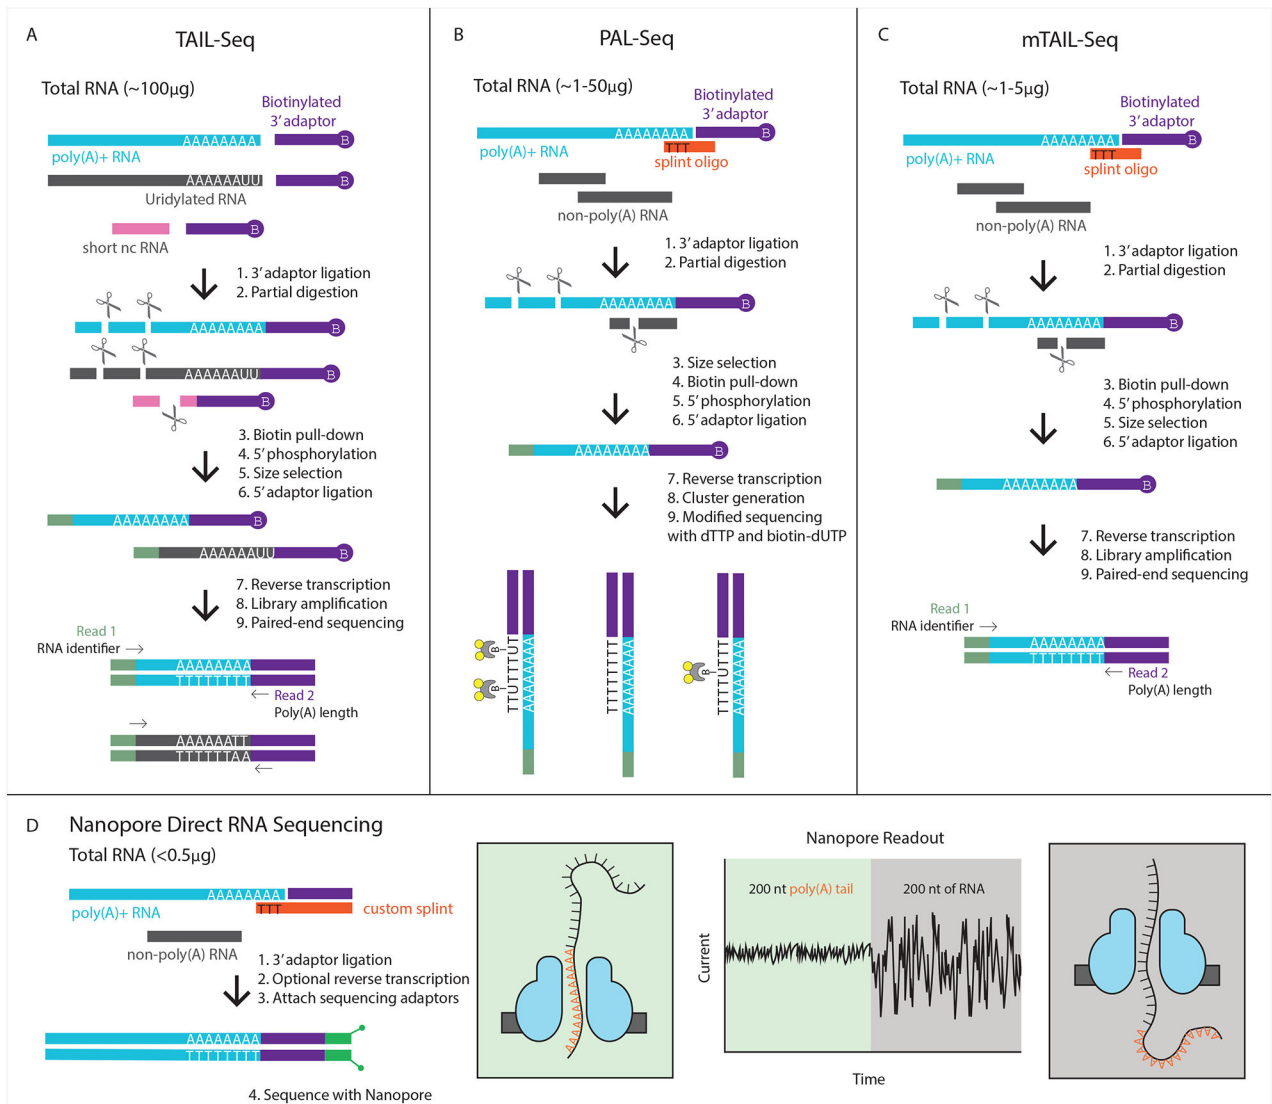 A
TAIL-Seq
Total RNA (~100µg)
Biotinylated
3’ adaptor
AAAAAAAA
B
poly(A)+ RNA
AAAAAAUU
B
Uridylated RNA
B
short nc RNA
1. 3’ adaptor ligation
2. Partial digestion
AAAAAAAA
B
AAAAAAUU
B
B
3. Biotin pull-down
4. 5’ phosphorylation
5. Size selection
6. 5’ adaptor ligation
AAAAAAAA
B
AAAAAAUU
B
7. Reverse transcription
8. Library amplification
9. Paired-end sequencing
Read 1
RNA identifier
AAAAAAAA
TTTTTTTT
Read 2
Poly(A) length
AAAAAATT
TTTTTTAA
B
PAL-Seq
Total RNA (~1-50µg)
Biotinylated
3’ adaptor
AAAAAAAA
B
TTT
poly(A)+ RNA
splint oligo
non-poly(A) RNA
1. 3’ adaptor ligation
2. Partial digestion
AAAAAAAA
B
3. Size selection
4. Biotin pull-down
5. 5’ phosphorylation
6. 5’ adaptor ligation
AAAAAAAA
B
7. Reverse transcription
8. Cluster generation
9. Modified sequencing
with dTTP and biotin-dUTP
B
B
TTUTTTUT
AAAAAAAA
TTTTTTTT
AAAAAAAA
B
TTTTUTTT
AAAAAAAA
C
mTAIL-Seq
Total RNA (~1-5µg)
Biotinylated
3’ adaptor
AAAAAAAA
B
TTT
poly(A)+ RNA
splint oligo
non-poly(A) RNA
1. 3’ adaptor ligation
2. Partial digestion
AAAAAAAA
B
3. Biotin pull-down
4. 5’ phosphorylation
5. Size selection
6. 5’ adaptor ligation
AAAAAAAA
B
7. Reverse transcription
8. Library amplification
9. Paired-end sequencing
Read 1
RNA identifier
AAAAAAAA
TTTTTTTT
Read 2
Poly(A) length
D
Nanopore Direct RNA Sequencing
Total RNA (<0.5µg)
AAAAAAAA
TTT
custom splint
poly(A)+ RNA
non-poly(A) RNA
1. 3’ adaptor ligation
2. Optional reverse transcription
3. Attach sequencing adaptors
AAAAAAAA
TTTTTTTT
4. Sequence with Nanopore
Nanopore Readout
200 nt poly(A) tail
200 nt of RNA
Current
Time